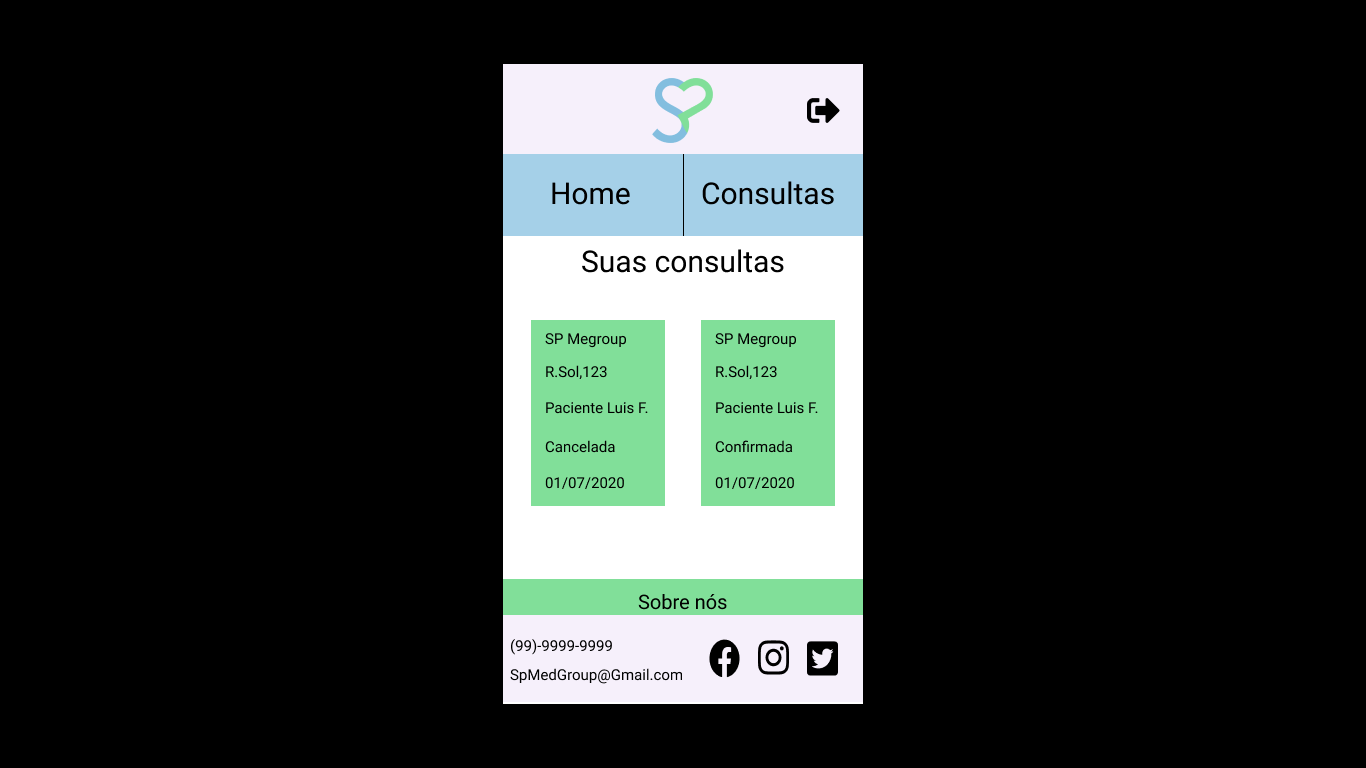 SP
Home
Consultas
Suas consultas
SP Megroup
R.Sol,123
Paciente Luis F.
Cancelada
01/07/2020
SP Megroup
R.Sol,123
Paciente Luis F.
Confirmada
01/07/2020
Sobre nós
(99)-9999-9999
SpMedGroup@Gmail.com